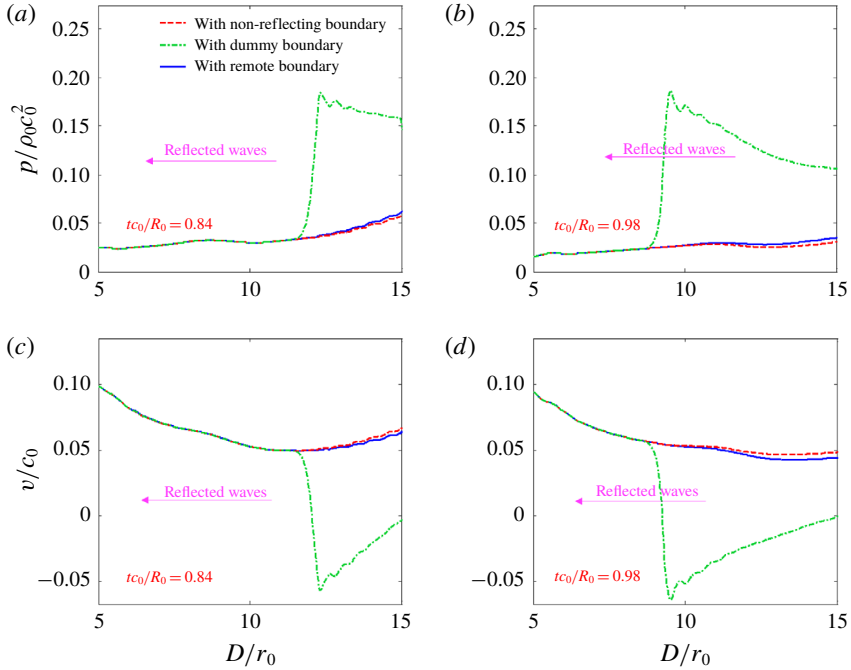 (a)
With non-reflecting boundary
With dummy boundary
With remote boundary
0.25
0.20
0.15
0.10
0.05
0
p/ρ₀c₀²
Reflected waves
tc₀/R₀ = 0.84
5
10
15
(b)
0.25
0.20
0.15
0.10
0.05
0
Reflected waves
tc₀/R₀ = 0.98
5
10
15
(c)
0.10
0.05
0
−0.05
v/c₀
Reflected waves
tc₀/R₀ = 0.84
5
10
15
D/r₀
(d)
0.10
0.05
0
−0.05
Reflected waves
tc₀/R₀ = 0.98
5
10
15
D/r₀